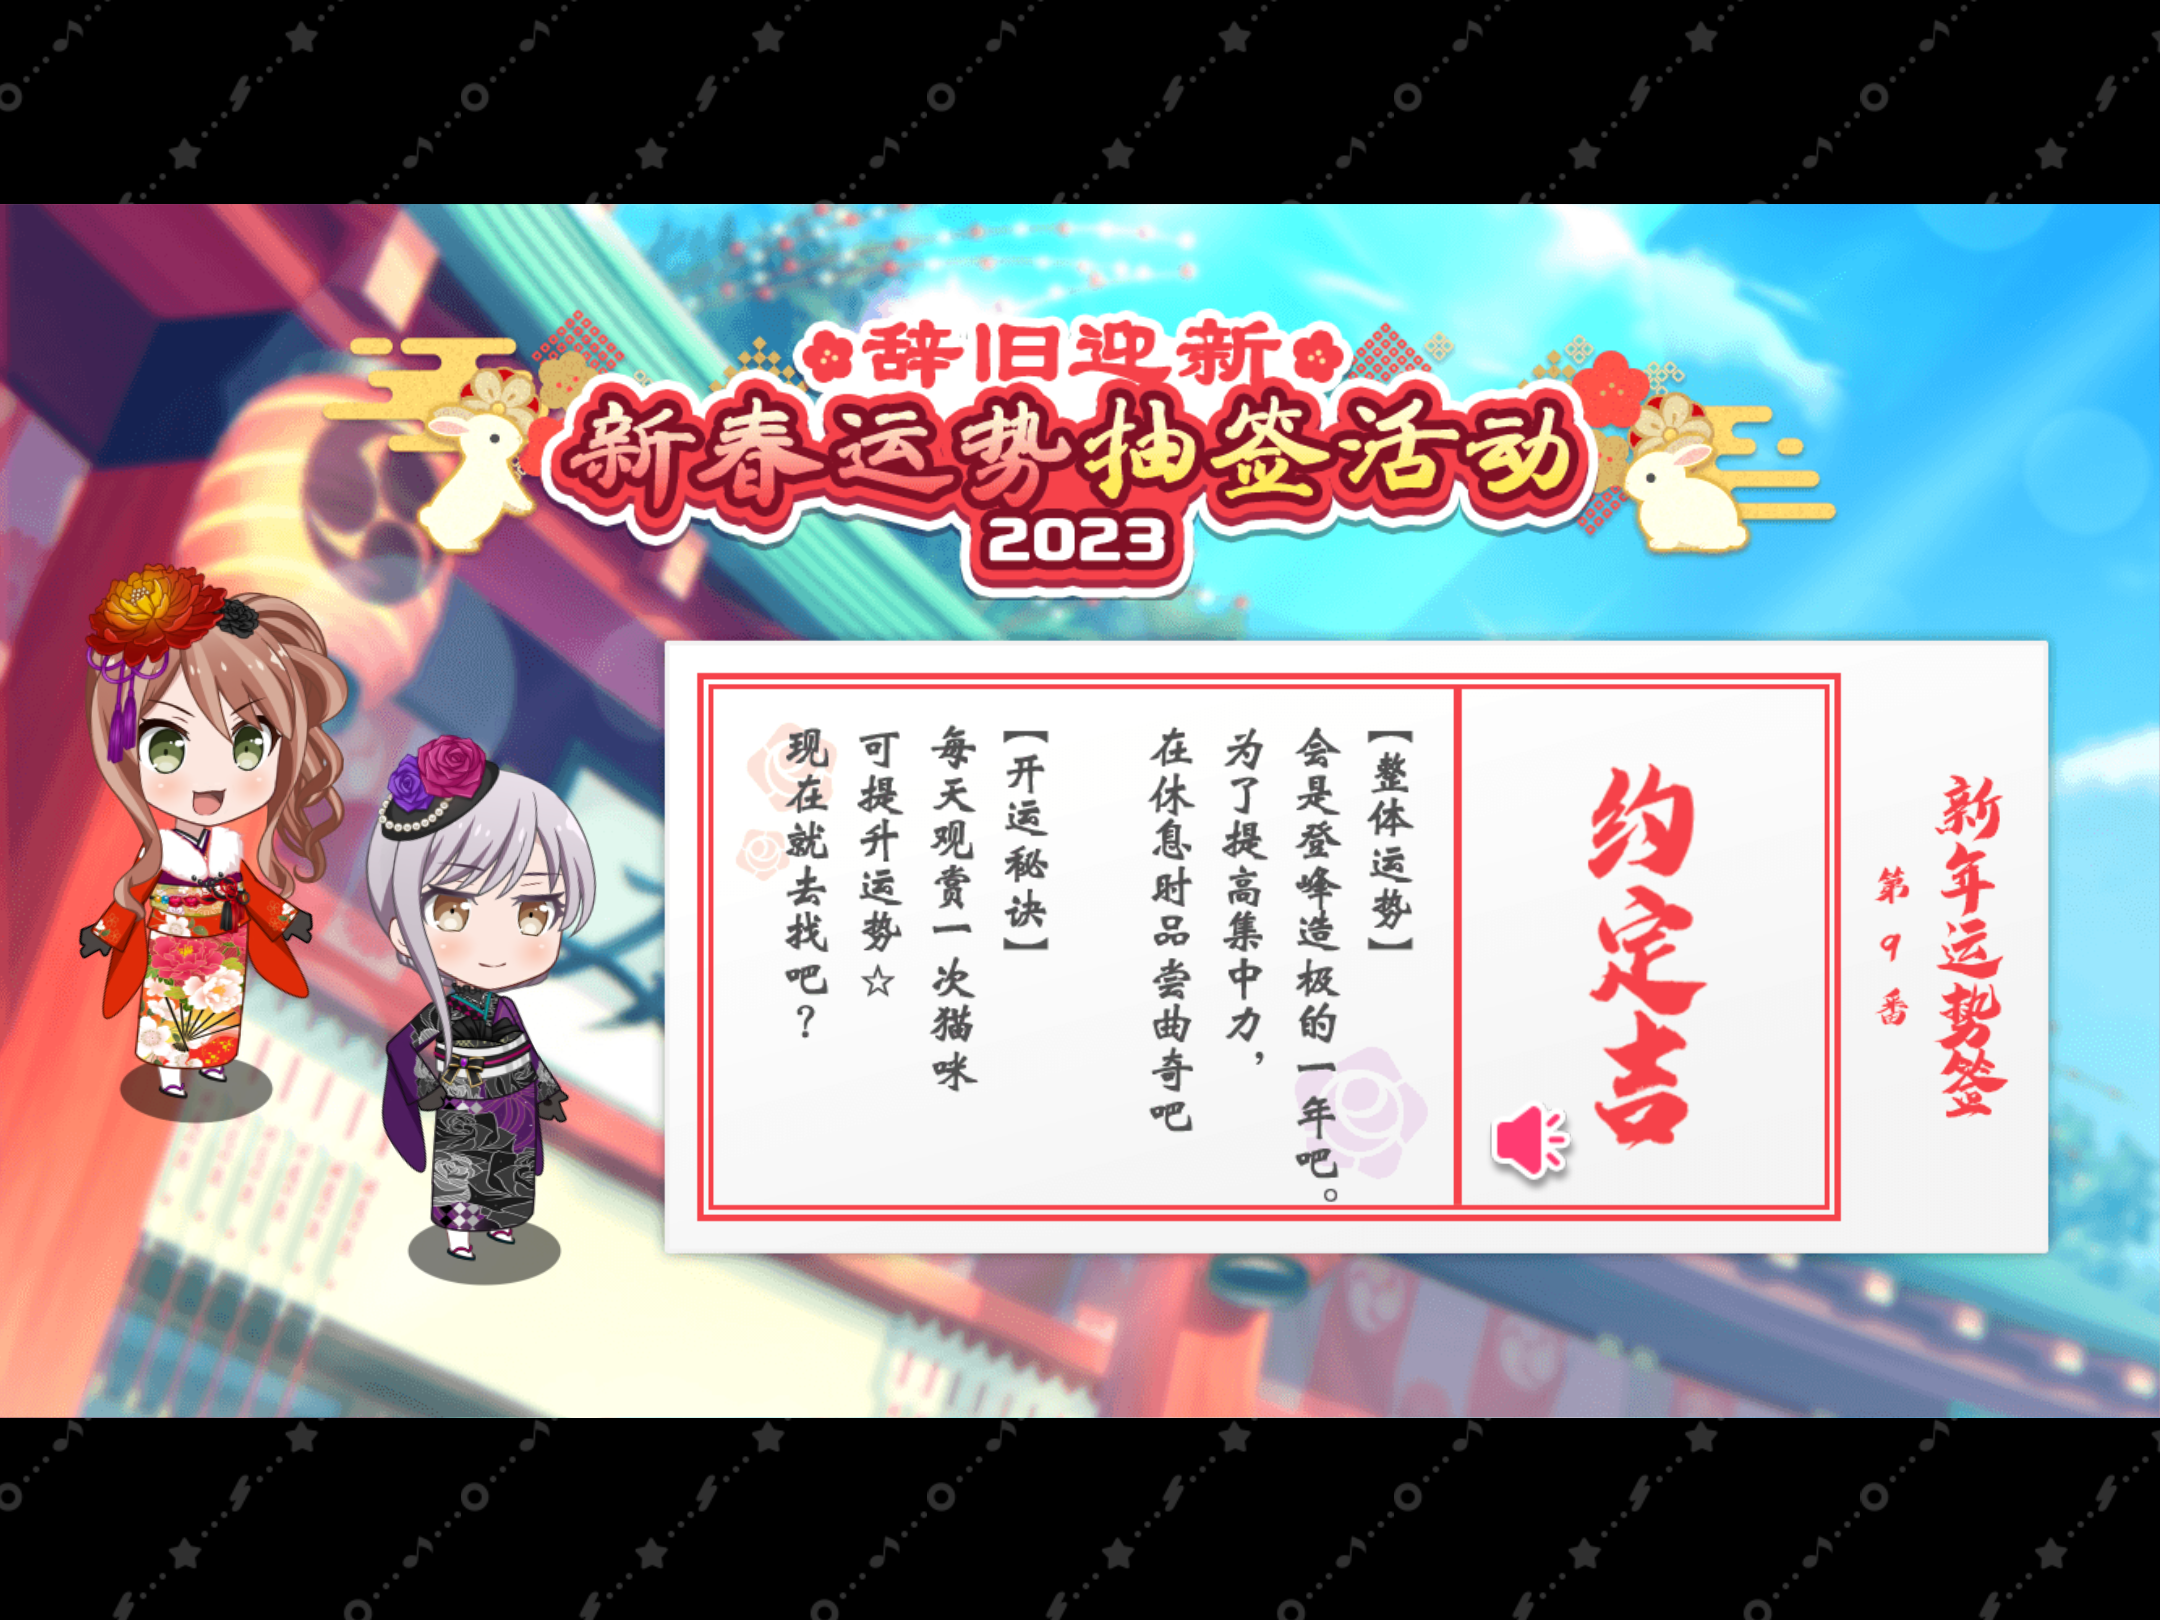 辞旧迎新
新春运势抽签活动
2023
新年运势签
第9番
约定吉
【整体运势】
会是登峰造极的一年吧。
为了提高集中力，
在休息时品尝曲奇吧
【开运秘诀】
每天观赏一次猫咪
可提升运势☆
现在就去找吧？